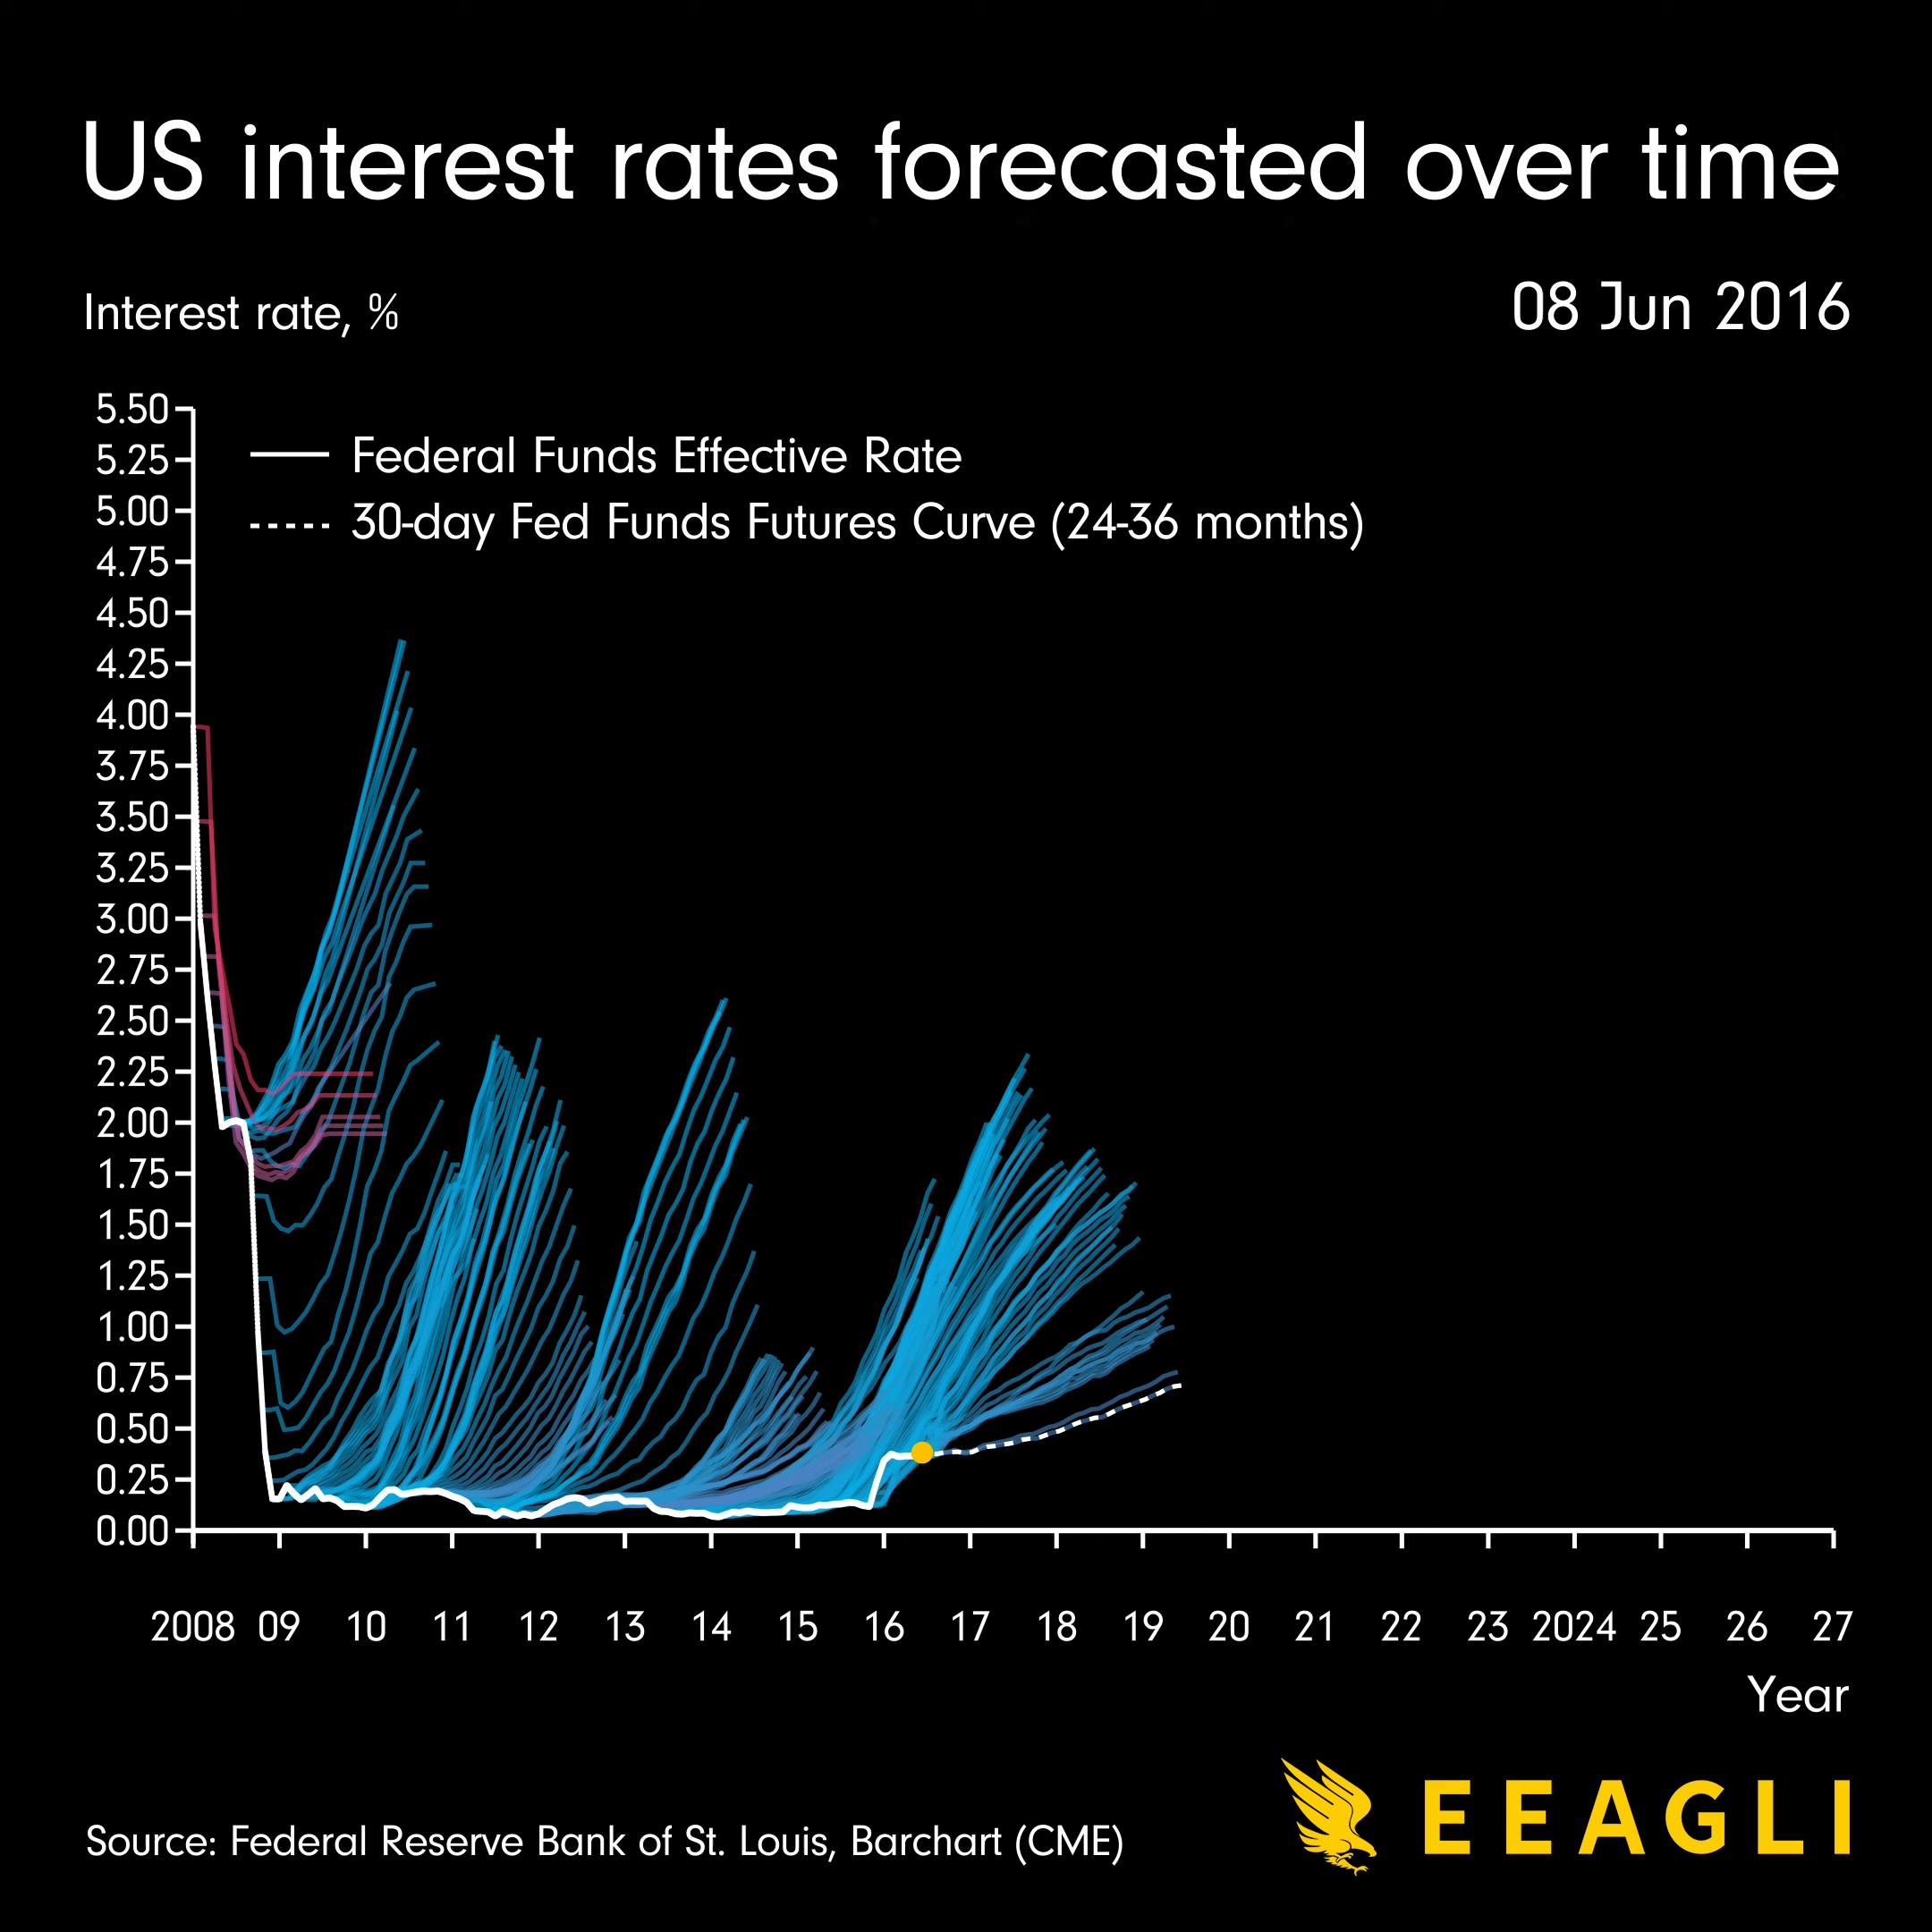 US interest rates forecasted over time
Interest rate, %
08 Jun 2016
5.50
5.25
5.00
4.75
4.50
4.25
4.00
3.75
3.50
3.25
3.00
2.75
2.50
2.25
2.00
1.75
1.50
1.25
1.00
0.75
0.50
0.25
0.00
Federal Funds Effective Rate
30-day Fed Funds Futures Curve (24-36 months)
2008 09 10 11 12 13 14 15 16 17 18 19 20 21 22 23 2024 25 26 27
Year
Source: Federal Reserve Bank of St. Louis, Barchart (CME)
EEAGLI